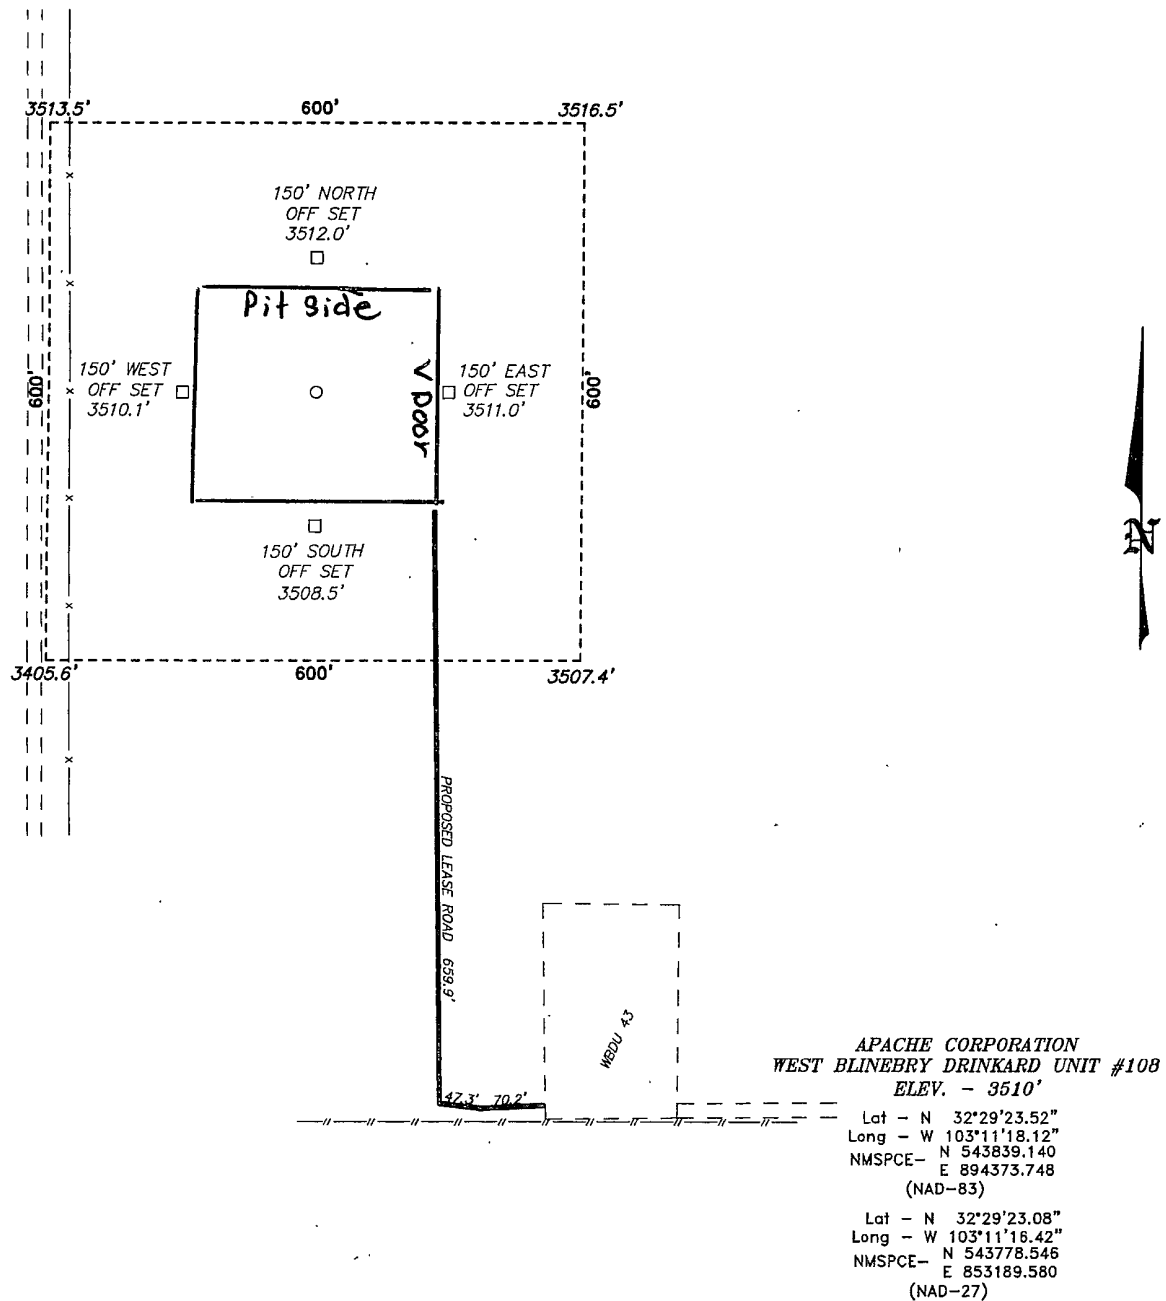 3513.5'
600'
3516.5'
150' NORTH
OFF SET
3512.0'
Pit side
150' WEST
OFF SET
3510.1'
600'
V Door
150' EAST
OFF SET
3511.0'
600'
N
150' SOUTH
OFF SET
3508.5'
3405.6'
600'
3507.4'
PROPOSED LEASE ROAD 659.9'
WBDU 43
47.3' 70.2'
APACHE CORPORATION
WEST BLINEBRY DRINKARD UNIT #108
ELEV. - 3510'
Lat - N 32°29'23.52"
Long - W 103°11'18.12"
NMSPCE- N 543839.140
E 894373.748
(NAD-83)
Lat - N 32°29'23.08"
Long - W 103°11'16.42"
NMSPCE- N 543778.546
E 853189.580
(NAD-27)